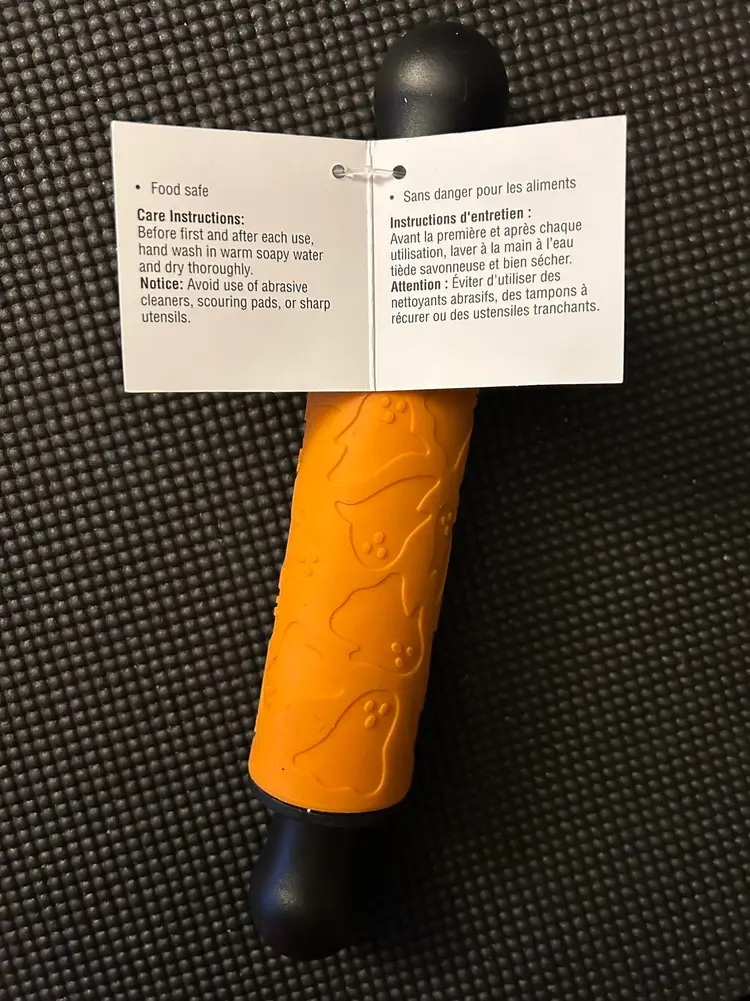 • Food safe
Care Instructions:
Before first and after each use,
hand wash in warm soapy water
and dry thoroughly.
Notice: Avoid use of abrasive
cleaners, scouring pads, or sharp
utensils.
• Sans danger pour les aliments
Instructions d'entretien :
Avant la première et après chaque
utilisation, laver à la main à l'eau
tiède savonneuse et bien sécher.
Attention : Éviter d'utiliser des
nettoyants abrasifs, des tampons à
récurer ou des ustensiles tranchants.